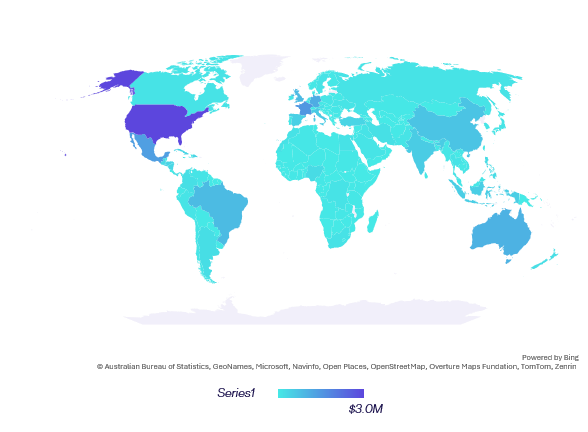 Powered by Bing
© Australian Bureau of Statistics, GeoNames, Microsoft, Navinfo, Open Places, OpenStreetMap, Overture Maps Fundation, TomTom, Zenrin
Series1
$3.0M